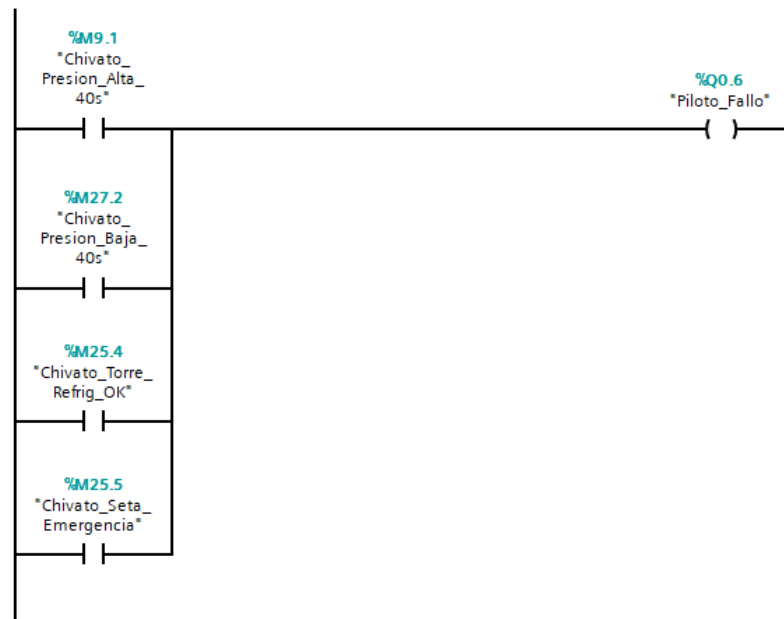 %M9.1
"Chivato_
Presion_Alta_
40s"
%Q0.6
"Piloto_Fallo"
%M27.2
"Chivato_
Presion_Baja_
40s"
%M25.4
"Chivato_Torre_
Refrig_OK"
%M25.5
"Chivato_Seta_
Emergencia"